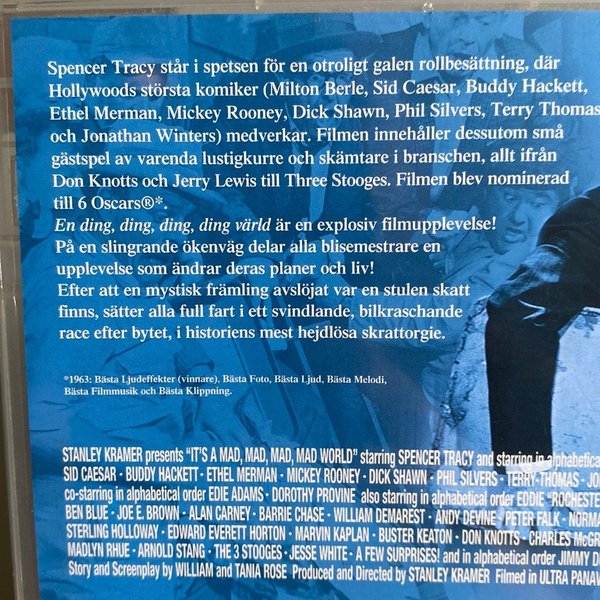 Spencer Tracy står i spetsen för en otroligt galen rollbesättning, där
Hollywoods största komiker (Milton Berle, Sid Caesar, Buddy Hackett,
Ethel Merman, Mickey Rooney, Dick Shawn, Phil Silvers, Terry Thomas
och Jonathan Winters) medverkar. Filmen innehåller dessutom små
gästspel av varenda lustigkurre och skämtare i branschen, allt ifrån
Don Knotts och Jerry Lewis till Three Stooges. Filmen blev nominerad
till 6 Oscars®*.
En ding, ding, ding, ding värld är en explosiv filmupplevelse!
På en slingrande ökenväg delar alla blisemestrare en
upplevelse som ändrar deras planer och liv!
Efter att en mystisk främling avslöjat var en stulen skatt
finns, sätter alla full fart i ett svindlande, bilkraschande
race efter bytet, i historiens mest hejdlösa skrattorgie.
*1963: Bästa Ljudeffekter (vinnare). Bästa Foto, Bästa Ljud, Bästa Melodi,
Bästa Filmmusik och Bästa Klippning.
STANLEY KRAMER presents "IT'S A MAD, MAD, MAD, MAD WORLD" starring SPENCER TRACY and starring in alphabetical
SID CAESAR · BUDDY HACKETT · ETHEL MERMAN · MICKEY ROONEY · DICK SHAWN · PHIL SILVERS · TERRY-THOMAS · JO
co-starring in alphabetical order EDIE ADAMS · DOROTHY PROVINE also starring in alphabetical order EDDIE "ROCHESTER
BEN BLUE · JOE E. BROWN · ALAN CARNEY · BARRIE CHASE · WILLIAM DEMAREST · ANDY DEVINE · PETER FALK · NORMA
STERLING HOLLOWAY · EDWARD EVERETT HORTON · MARVIN KAPLAN · BUSTER KEATON · DON KNOTTS · CHARLES McGR
MADLYN RHUE · ARNOLD STANG · THE 3 STOOGES · JESSE WHITE · A FEW SURPRISES! and in alphabetical order JIMMY D
Story and Screenplay by WILLIAM and TANIA ROSE Produced and Directed by STANLEY KRAMER Filmed in ULTRA PANAV